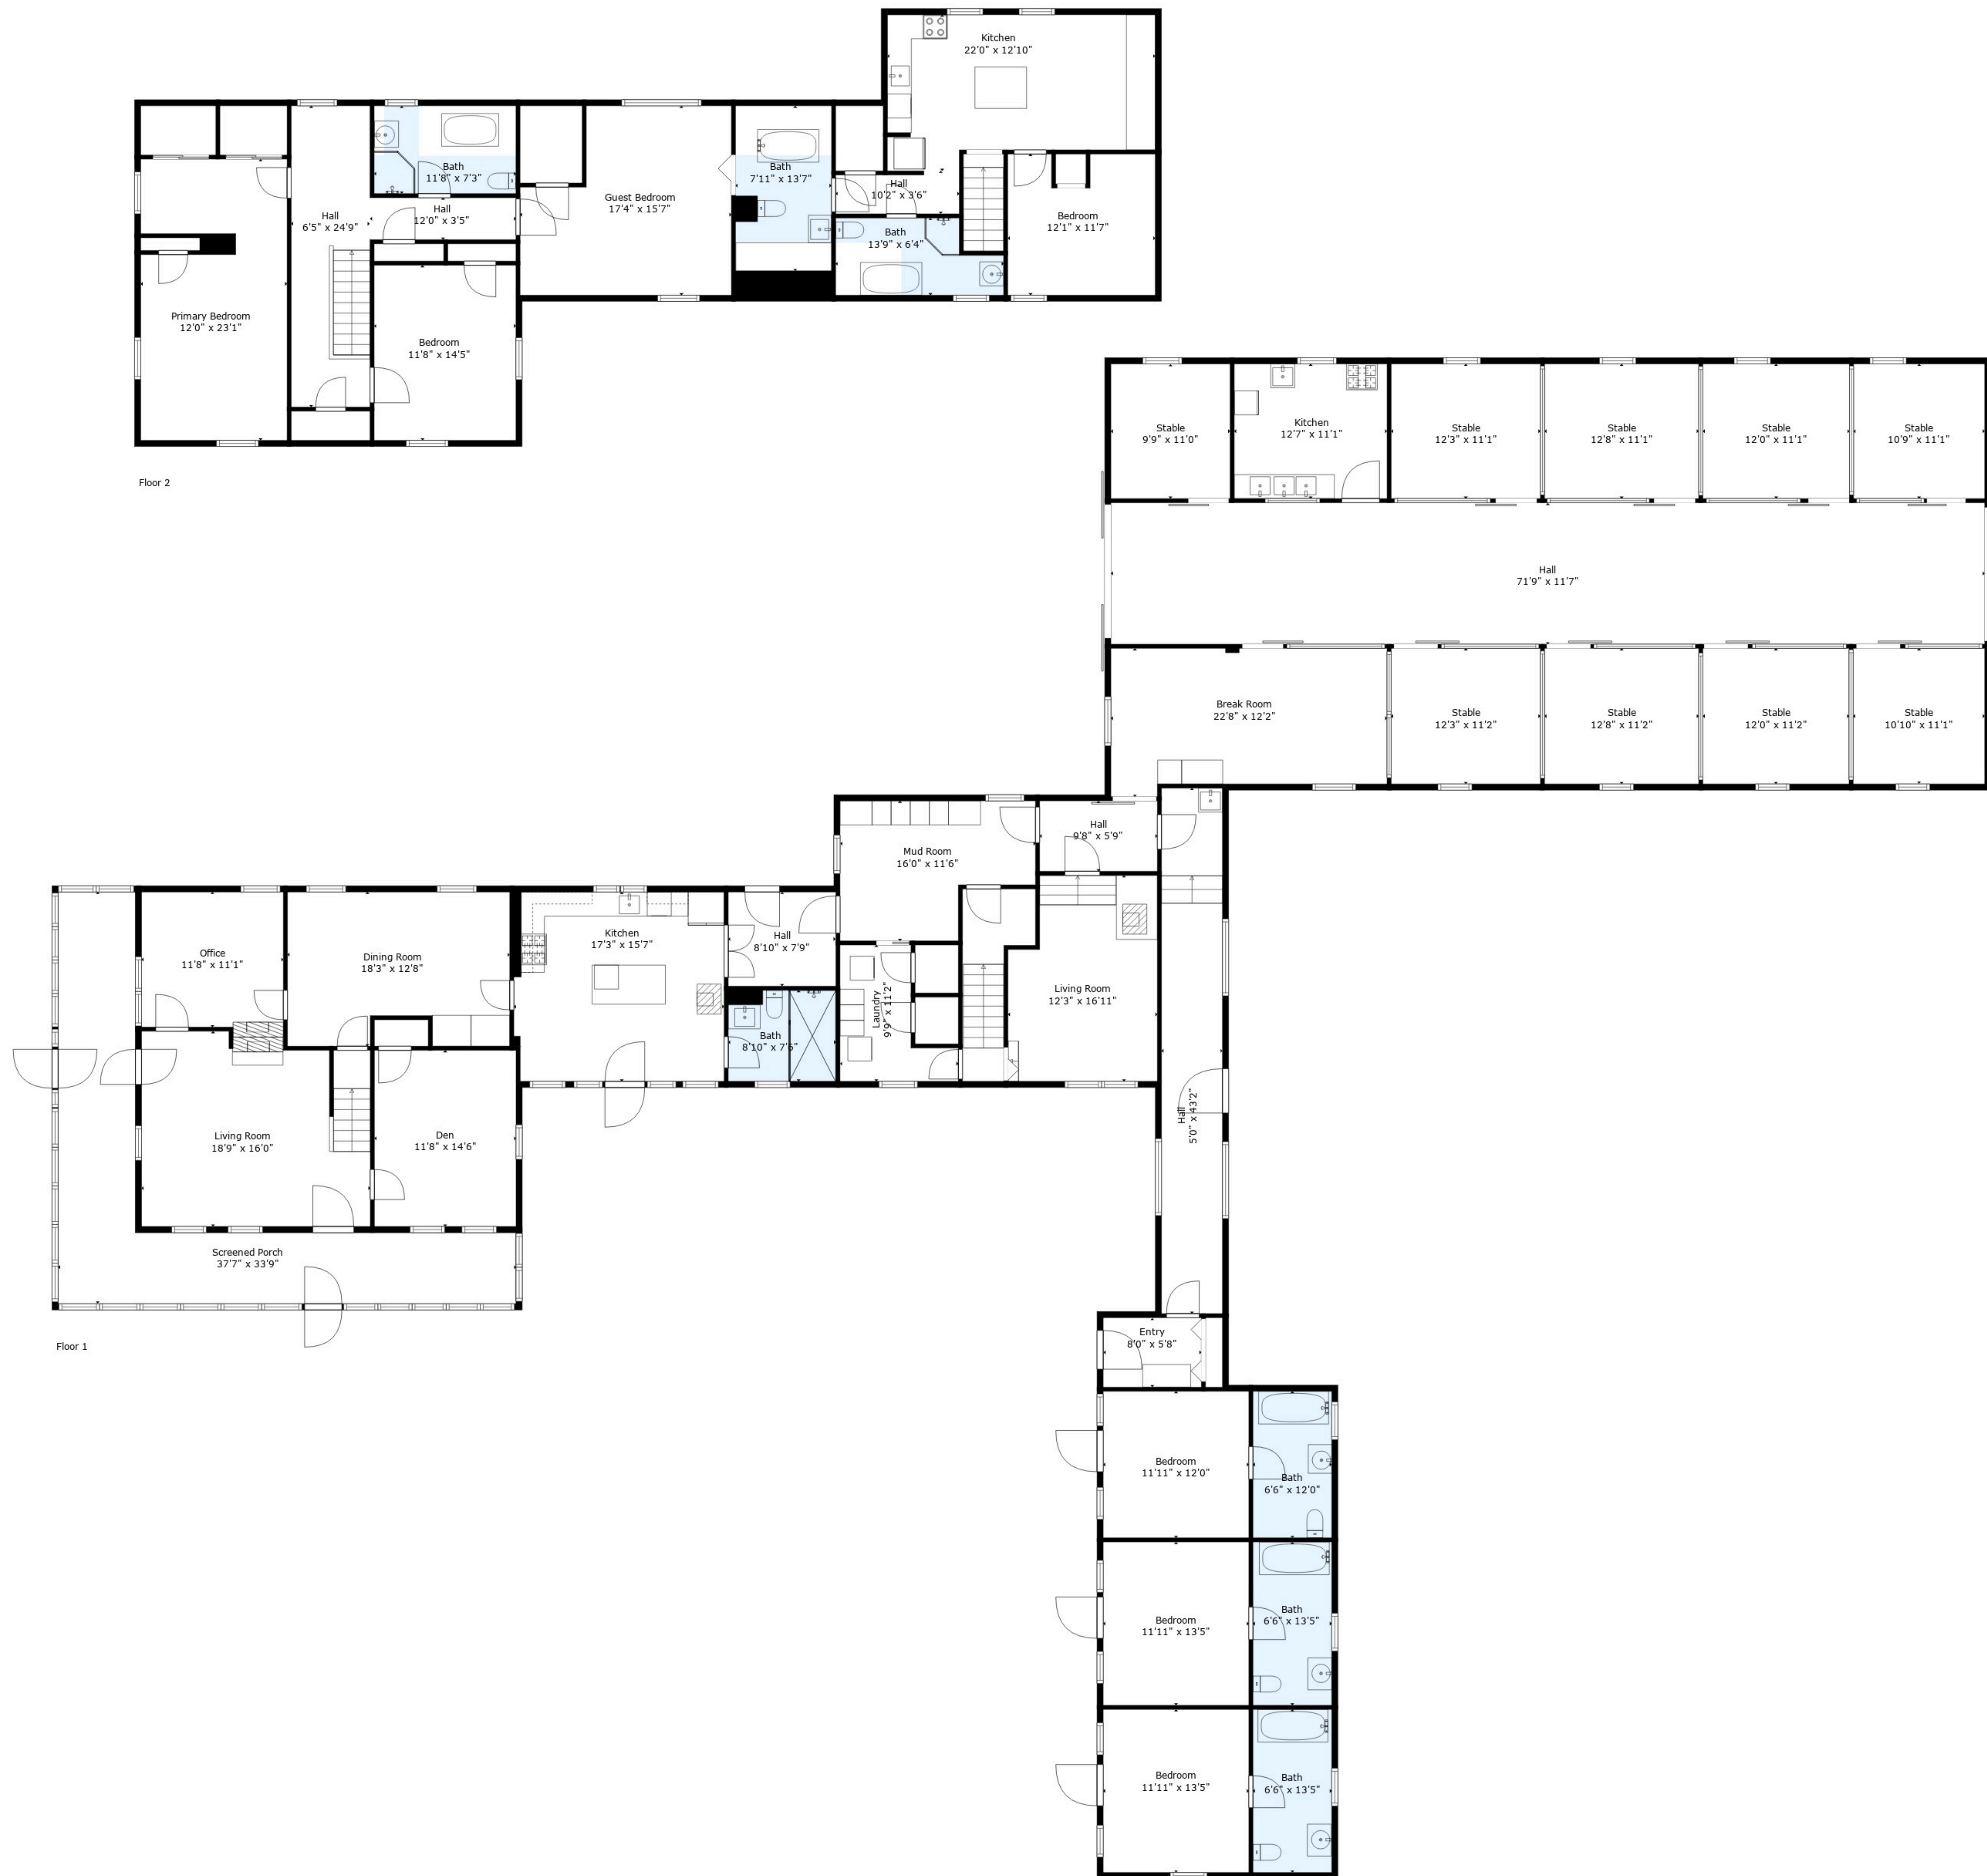 Kitchen
22'0" x 12'10"
Bath
11'8" x 7'3"
Bath
7'11" x 13'7"
Hall
10'2" x 3'6"
Guest Bedroom
17'4" x 15'7"
Hall
12'0" x 3'5"
Hall
6'5" x 24'9"
Bedroom
12'1" x 11'7"
Bath
13'9" x 6'4"
Primary Bedroom
12'0" x 23'1"
Bedroom
11'8" x 14'5"
Floor 2
Stable
9'9" x 11'0"
Kitchen
12'7" x 11'1"
Stable
12'3" x 11'1"
Stable
12'8" x 11'1"
Stable
12'0" x 11'1"
Stable
10'9" x 11'1"
Hall
71'9" x 11'7"
Break Room
22'8" x 12'2"
Stable
12'3" x 11'2"
Stable
12'8" x 11'2"
Stable
12'0" x 11'2"
Stable
10'10" x 11'1"
Hall
9'8" x 5'9"
Mud Room
16'0" x 11'6"
Office
11'8" x 11'1"
Dining Room
18'3" x 12'8"
Kitchen
17'3" x 15'7"
Hall
8'10" x 7'9"
Laundry
9'9" x 11'2"
Living Room
12'3" x 16'11"
Bath
8'10" x 7'6"
Hall
5'0" x 43'2"
Living Room
18'9" x 16'0"
Den
11'8" x 14'6"
Screened Porch
37'7" x 33'9"
Floor 1
Entry
8'0" x 5'8"
Bedroom
11'11" x 12'0"
Bath
6'6" x 12'0"
Bedroom
11'11" x 13'5"
Bath
6'6" x 13'5"
Bedroom
11'11" x 13'5"
Bath
6'6" x 13'5"